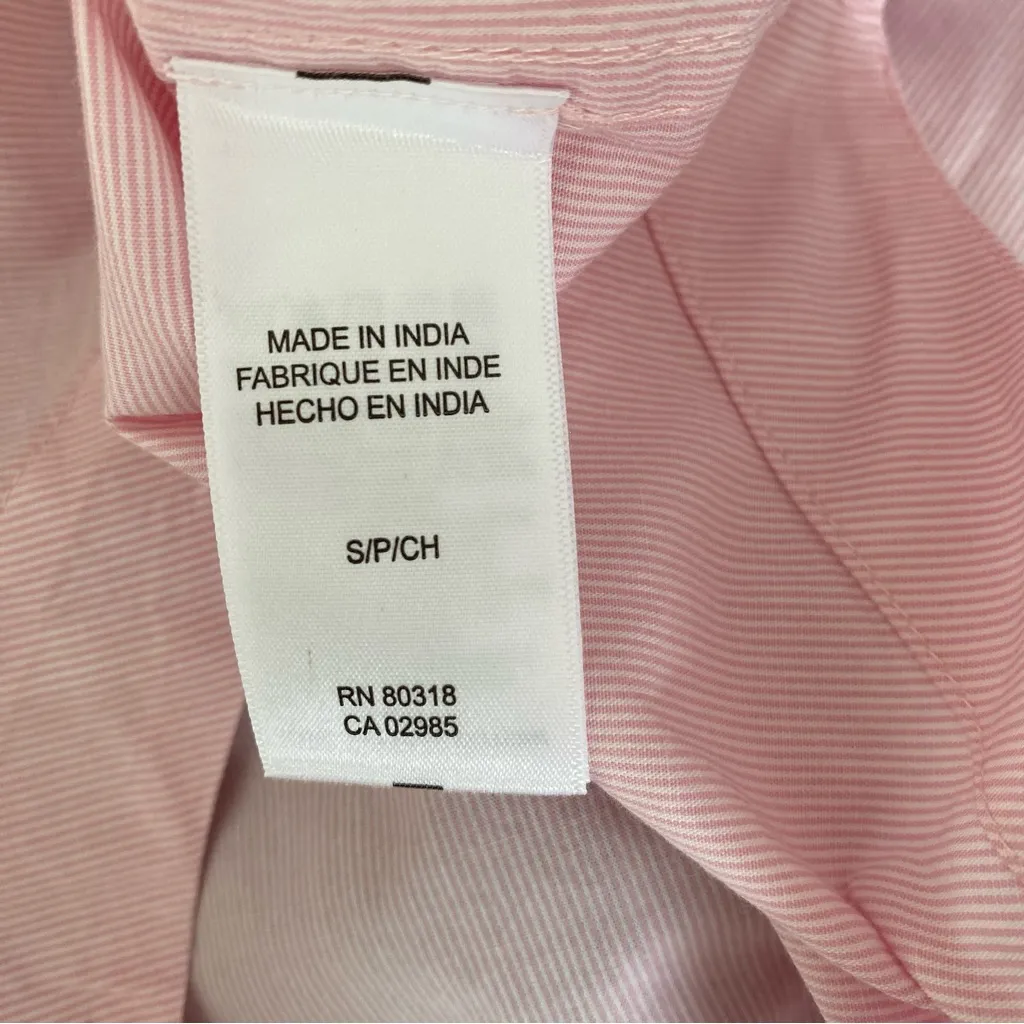 MADE IN INDIA
FABRIQUE EN INDE
HECHO EN INDIA
S/P/CH
RN 80318
CA 02985